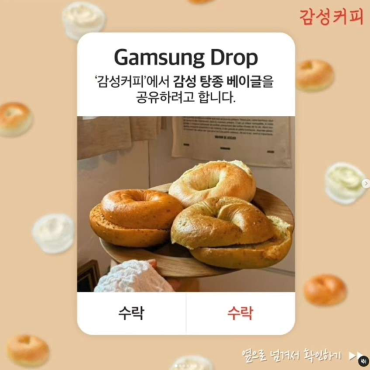 감성커피
Gamsung Drop
'감성커피'에서 감성 탕종 베이글을
공유하려고 합니다.
수락
수락
옆으로 넘겨서 확인하기